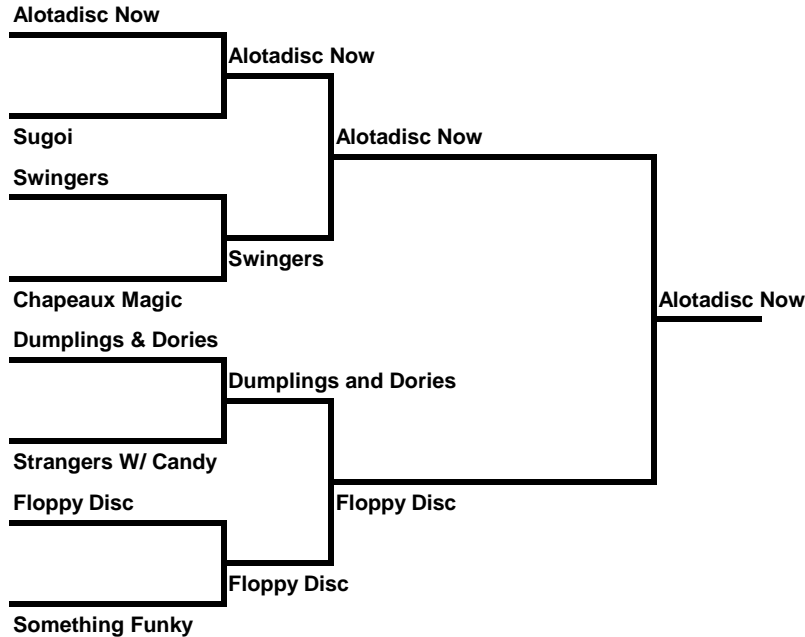 Alotadisc Now
Alotadisc Now
Sugoi
Alotadisc Now
Swingers
Swingers
Chapeaux Magic
Alotadisc Now
Dumplings & Dories
Dumplings and Dories
Strangers W/ Candy
Floppy Disc
Floppy Disc
Floppy Disc
Something Funky